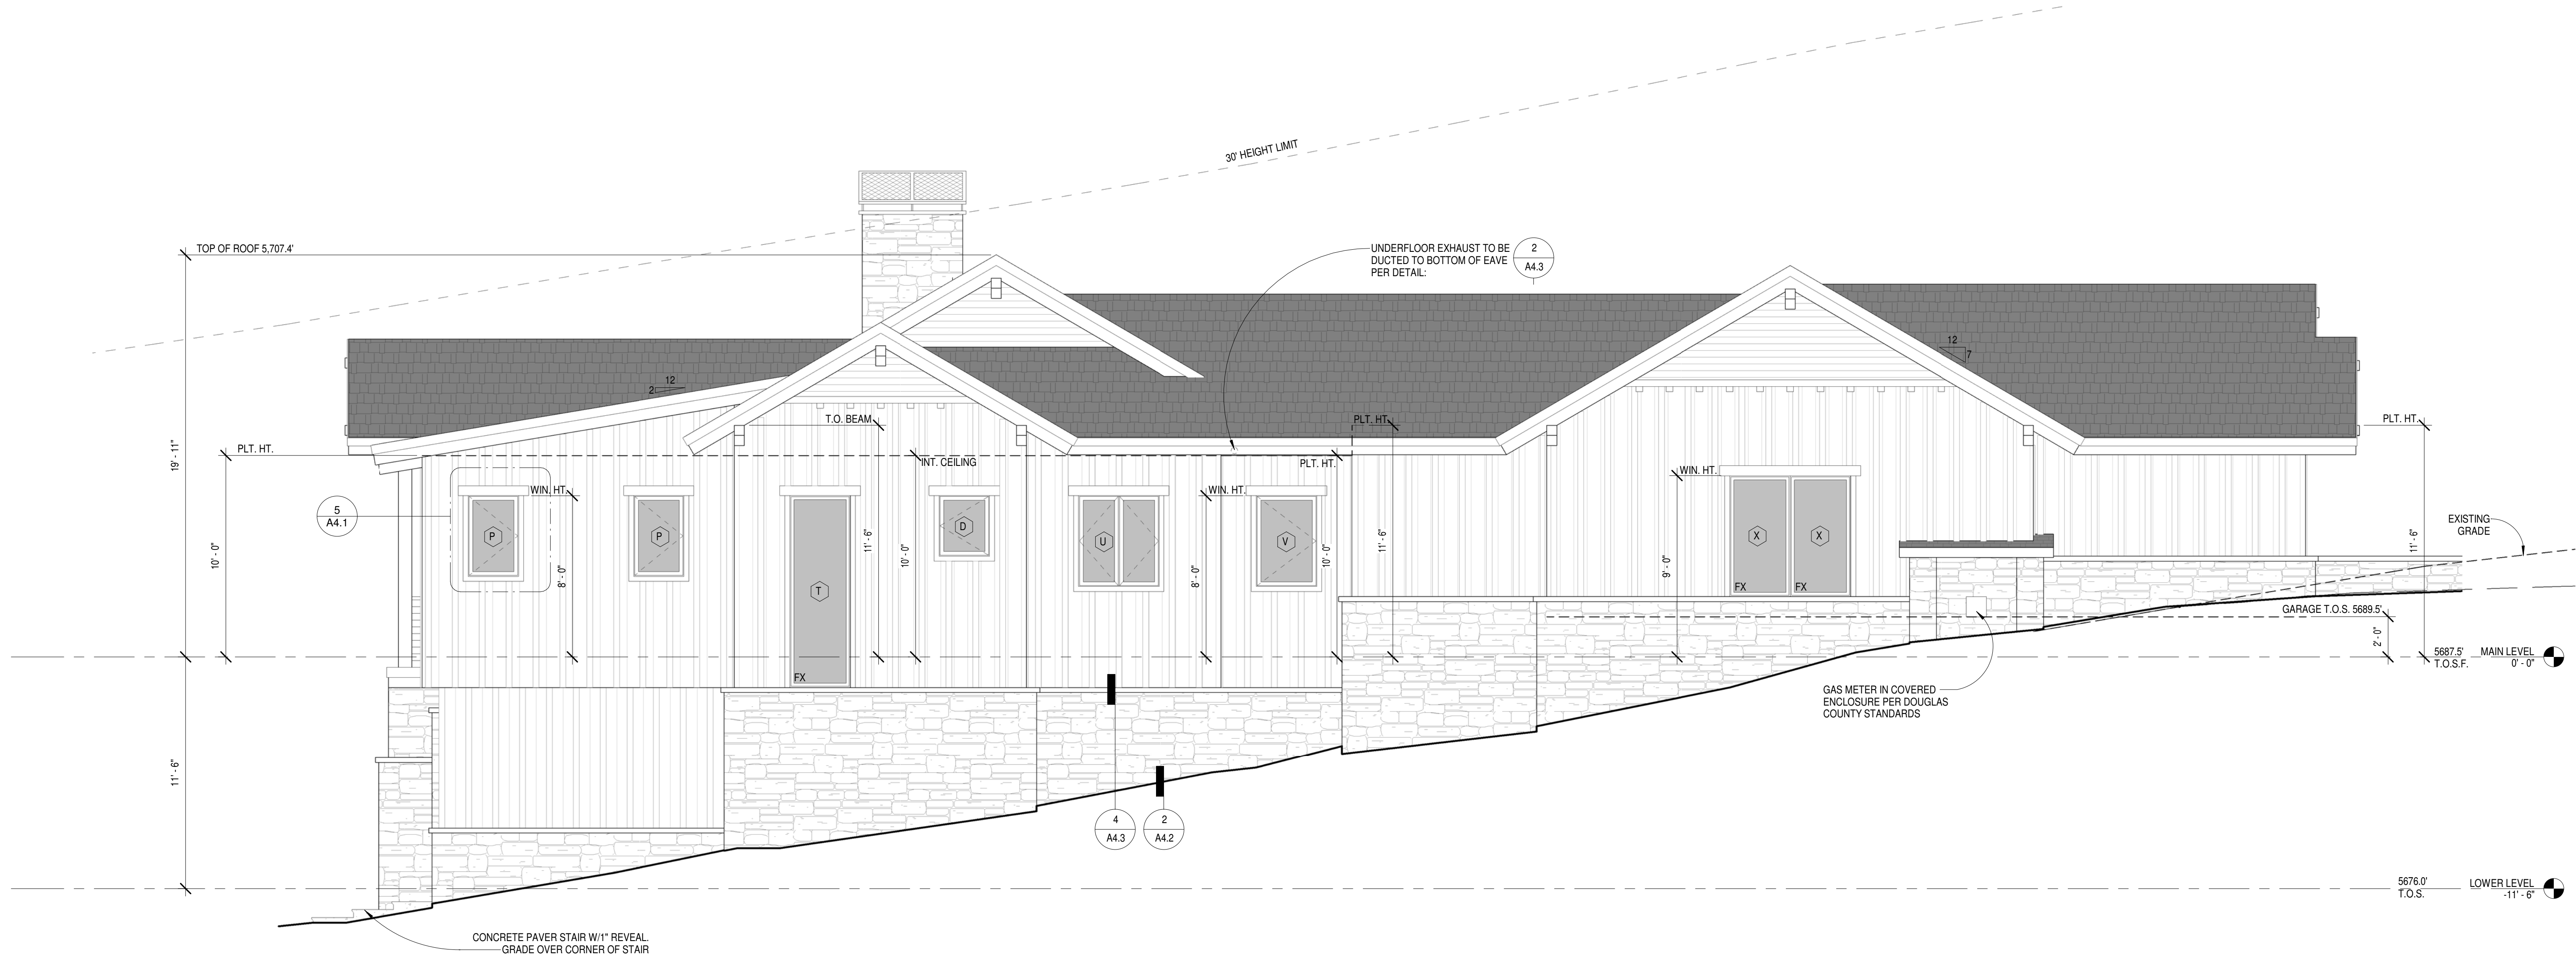 30' HEIGHT LIMIT
TOP OF ROOF 5,707.4'
UNDERFLOOR EXHAUST TO BE
DUCTED TO BOTTOM OF EAVE
PER DETAIL:
2
A4.3
12
7
12
2
T.O. BEAM
PLT. HT.
PLT. HT.
PLT. HT.
INT. CEILING
PLT. HT.
19' - 11"
WIN. HT.
WIN. HT.
WIN. HT.
5
A4.1
P
P
D
U
V
X
X
T
EXISTING
GRADE
10' - 0"
8' - 0"
11' - 6"
10' - 0"
8' - 0"
10' - 0"
11' - 6"
9' - 0"
11' - 6"
FX
FX
FX
GARAGE T.O.S. 5689.5'
2' - 0"
5687.5'
T.O.S.F.
MAIN LEVEL
0' - 0"
GAS METER IN COVERED
ENCLOSURE PER DOUGLAS
COUNTY STANDARDS
11' - 6"
4
A4.3
2
A4.2
5676.0'
T.O.S.
LOWER LEVEL
-11' - 6"
CONCRETE PAVER STAIR W/1" REVEAL.
GRADE OVER CORNER OF STAIR